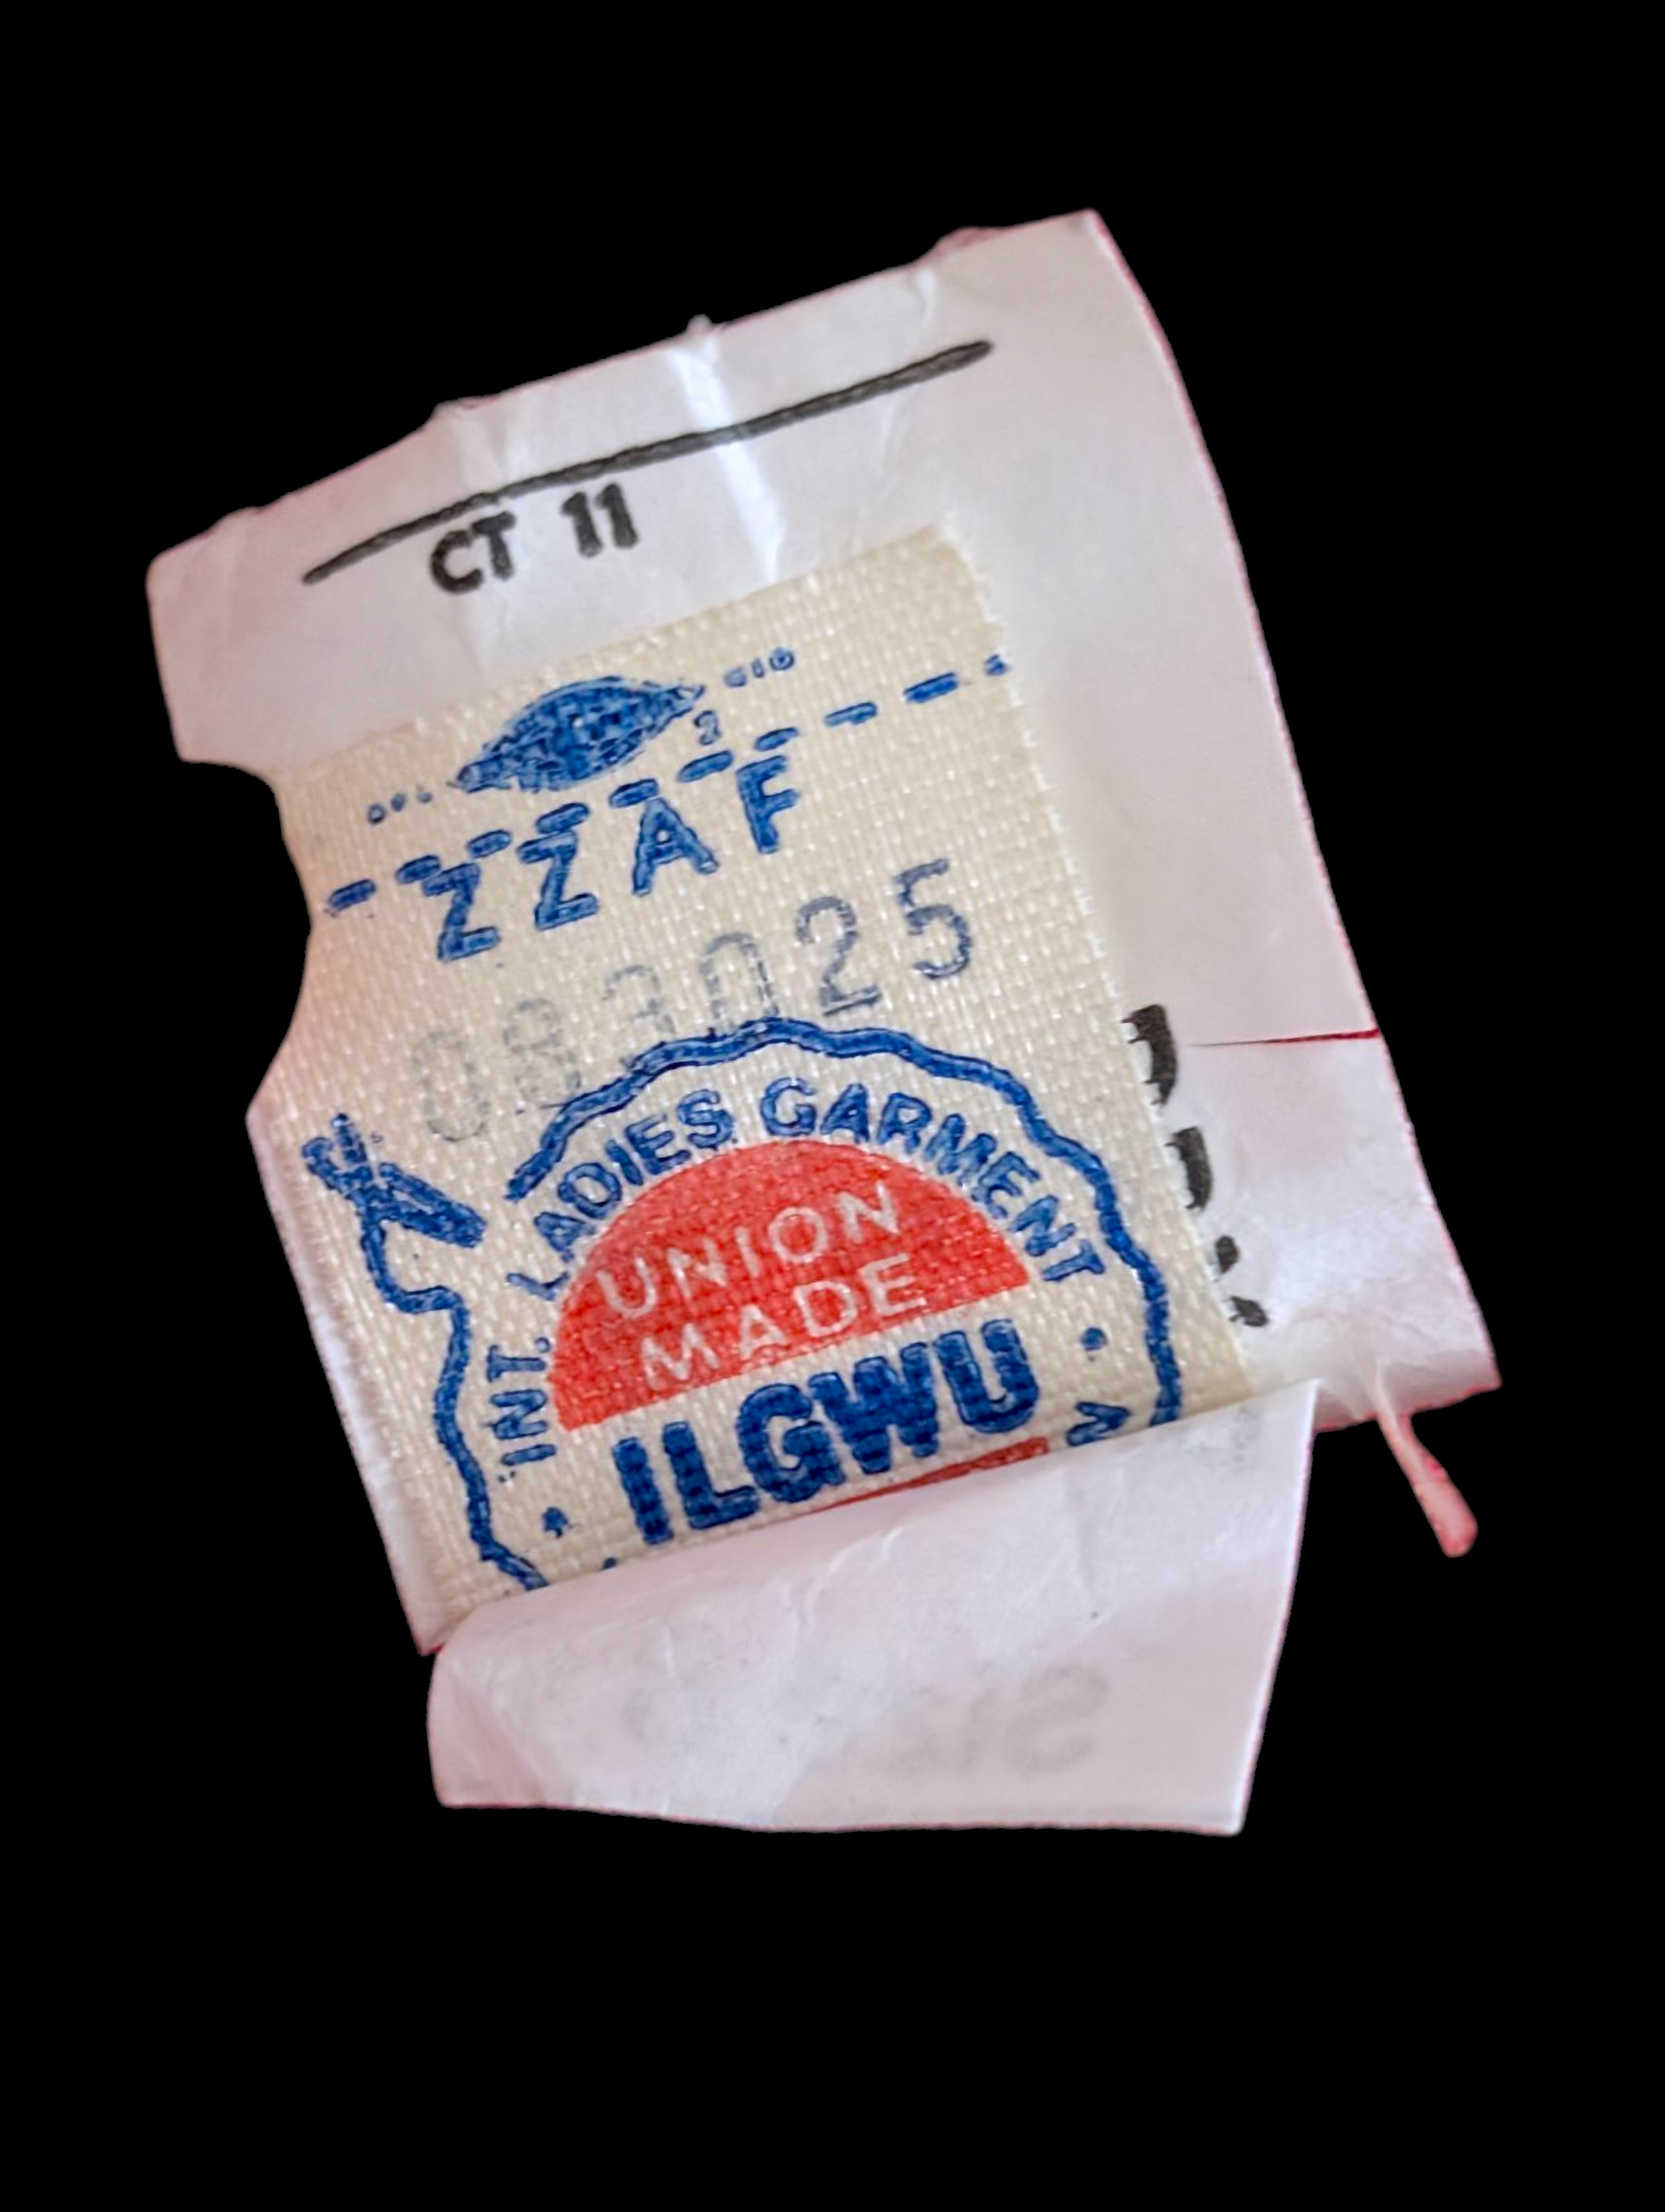 CT 11
ZZAF
083025
INT. LADIES GARMENT
UNION
MADE
ILGWU